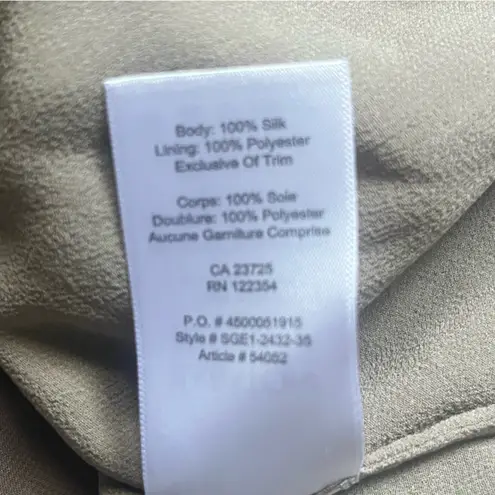 Body: 100% Silk
Lining: 100% Polyester
Exclusive Of Trim
Corps: 100% Soie
Doublure: 100% Polyester
Aucune Garniture Comprise
CA 23725
RN 122354
P.O. # 4500051915
Style # SGE1-2432-35
Article # 54052